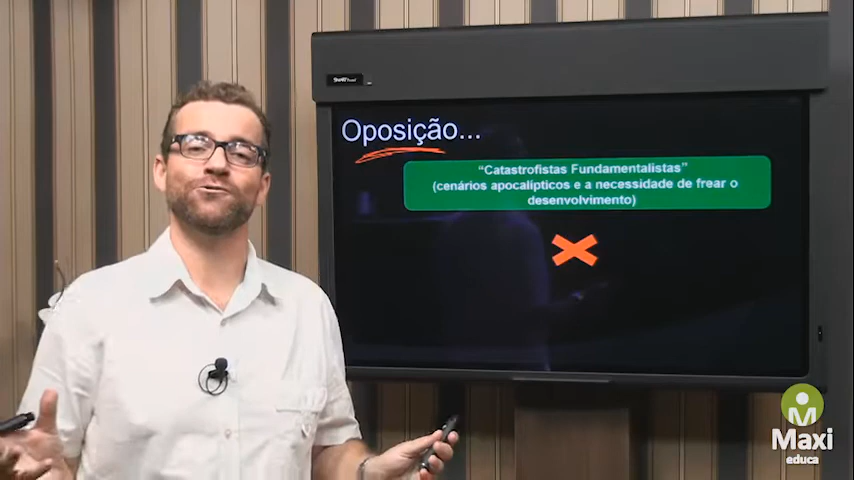 Oposição...
“Catastrofistas Fundamentalistas”
(cenários apocalípticos e a necessidade de frear o
desenvolvimento)
Maxi
educa